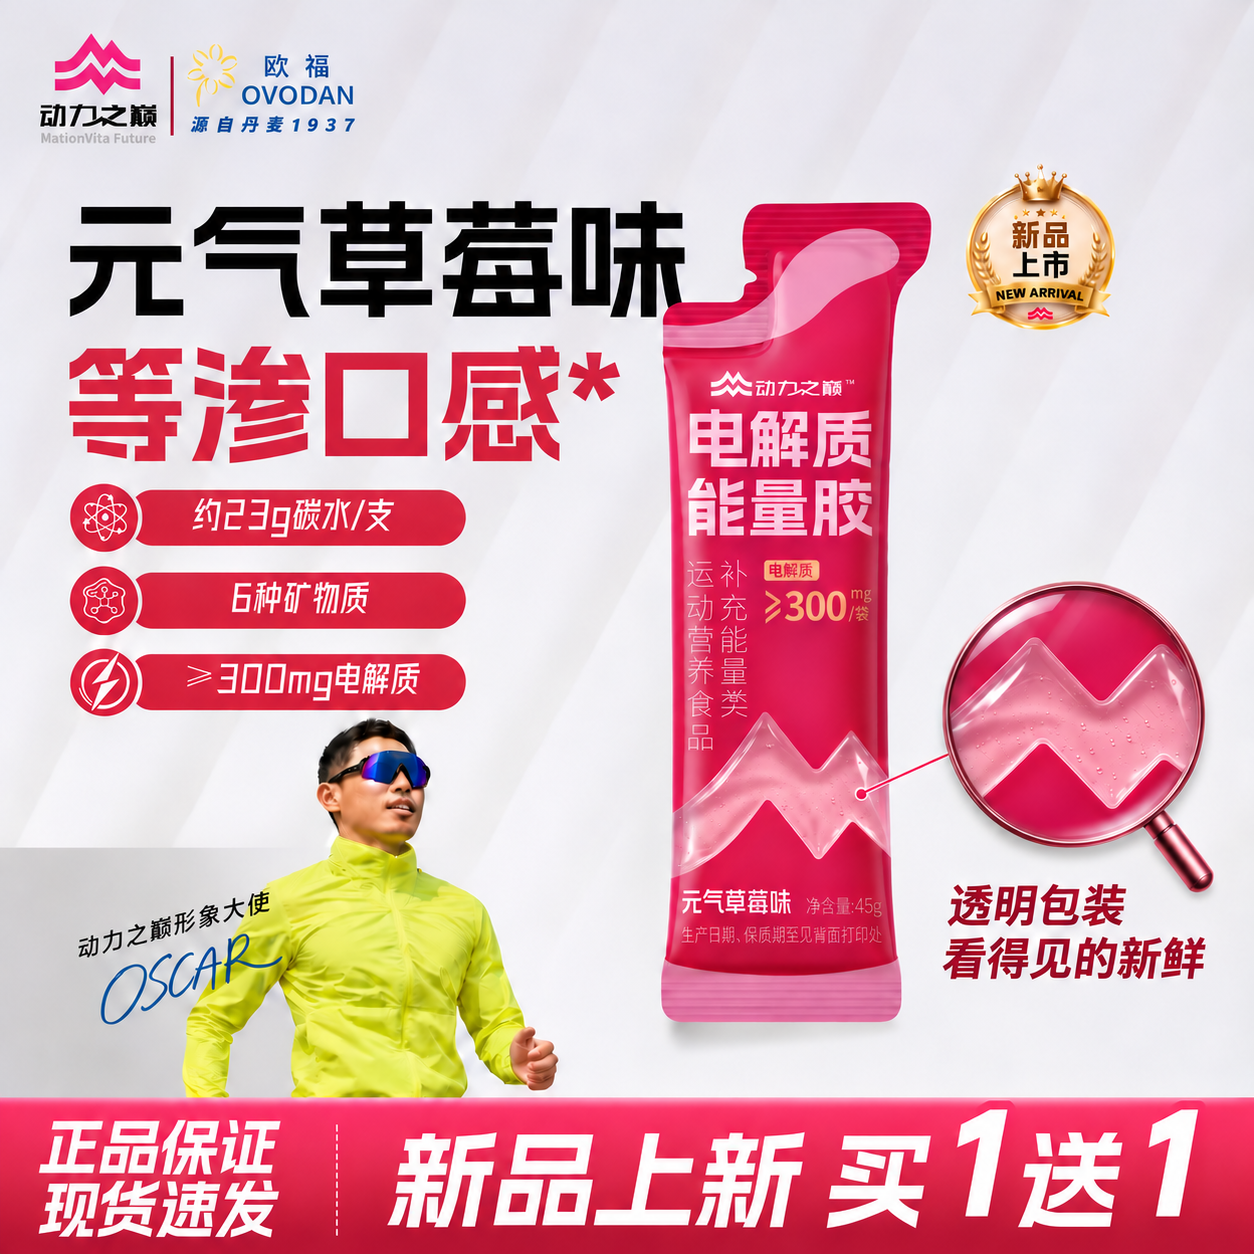 动力之巅
MationVita Future
欧福
OVODAN
源自丹麦1937
元气草莓味
等渗口感*
新品
上市
NEW ARRIVAL
约23g碳水/支
6种矿物质
≥300mg电解质
动力之巅™
电解质
能量胶
补充能量类
运动营养食品
电解质
≥300mg/袋
元气草莓味 净含量:45g
生产日期、保质期至见背面打印处
透明包装
看得见的新鲜
动力之巅形象大使
OSCAR
正品保证
现货速发
新品上新 买1送1